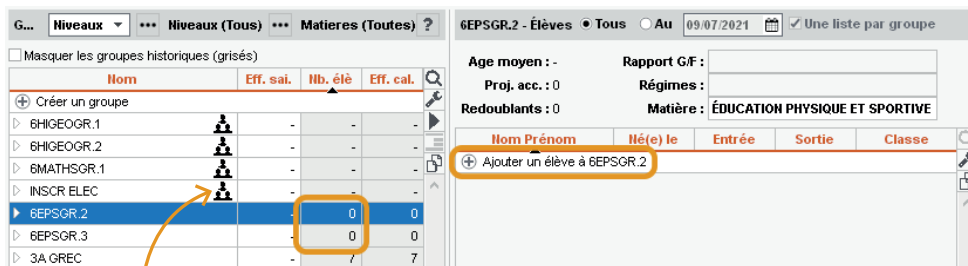 G... Niveaux ▼ ••• Niveaux (Tous) ••• Matieres (Toutes) ?
Masquer les groupes historiques (grisés)
Nom Eff. sai. Nb. élè Eff. cal.
Créer un groupe
6HIGEOGR.1 - - -
6HIGEOGR.2 - - -
6MATHSGR.1 - - -
INSCR ELEC - - -
6EPSGR.2 - 0 0
6EPSGR.3 - 0 0
3A GREC - 7 7
6EPSGR.2 - Élèves Tous Au 09/07/2021 Une liste par groupe
Age moyen : - Rapport G/F :
Proj. acc. : 0 Régimes :
Redoublants : 0 Matière : ÉDUCATION PHYSIQUE ET SPORTIVE
Nom Prénom Né(e) le Entrée Sortie Classe
Ajouter un élève à 6EPSGR.2